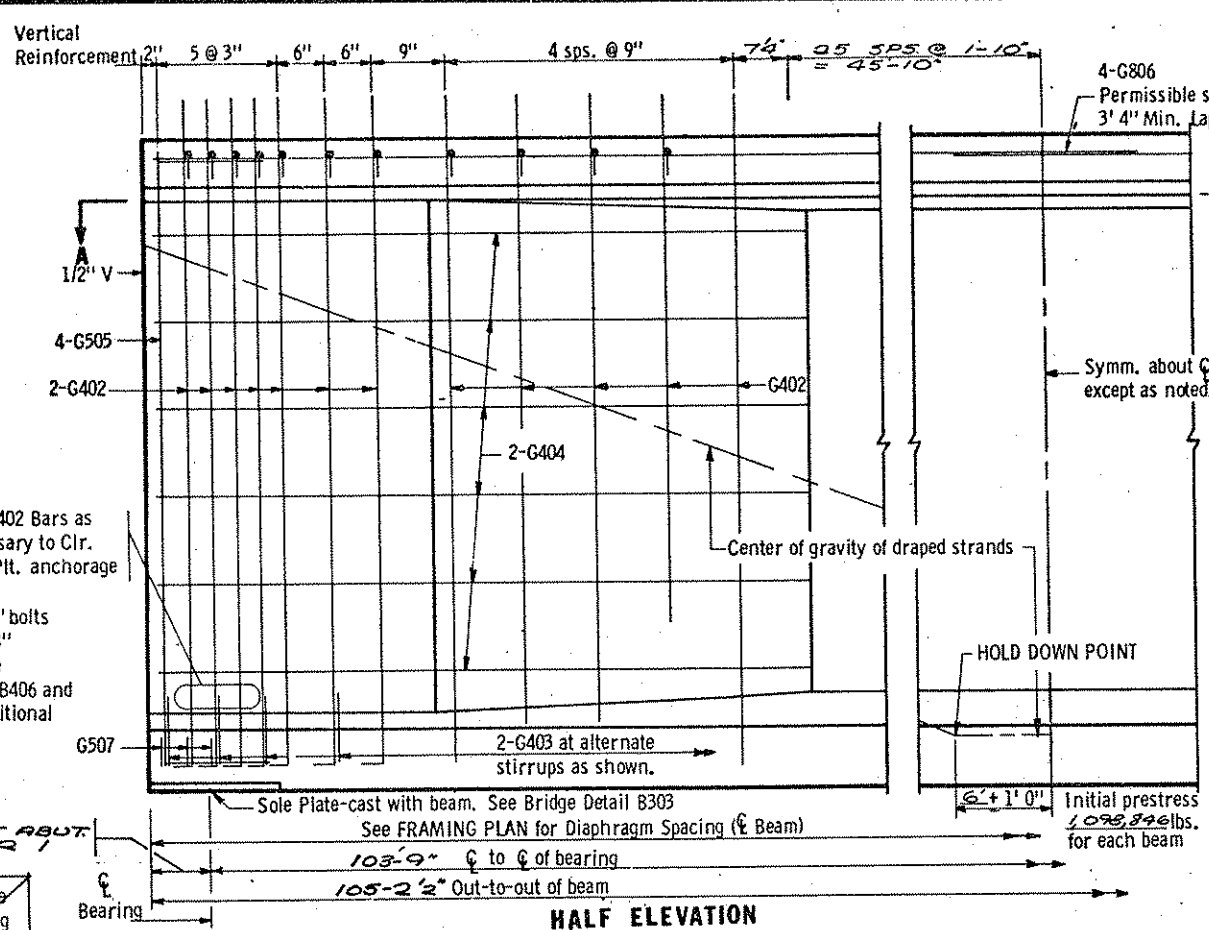 Vertical
Reinforcement 2" 5 @ 3" 6" 6" 9" 4 sps. @ 9" 7¼" 25 SPS @ 1-10"
= 45-10"
4-G806
Permissible s
3' 4" Min. La
A
1/2" V
4-G505
2-G402
G402
Symm. about ℄
except as noted
2-G404
402 Bars as
sary to Clr.
Plt. anchorage
Center of gravity of draped strands
' bolts
HOLD DOWN POINT
B406 and
itional
G507
2-G403 at alternate
stirrups as shown.
Sole Plate-cast with beam. See Bridge Detail B303
6' + 1' 0"
Initial prestress
1,098,846 lbs.
for each beam
See FRAMING PLAN for Diaphragm Spacing (℄ Beam)
ABUT.
103-9" ℄ to ℄ of bearing
105-2½" Out-to-out of beam
℄
Bearing
HALF ELEVATION